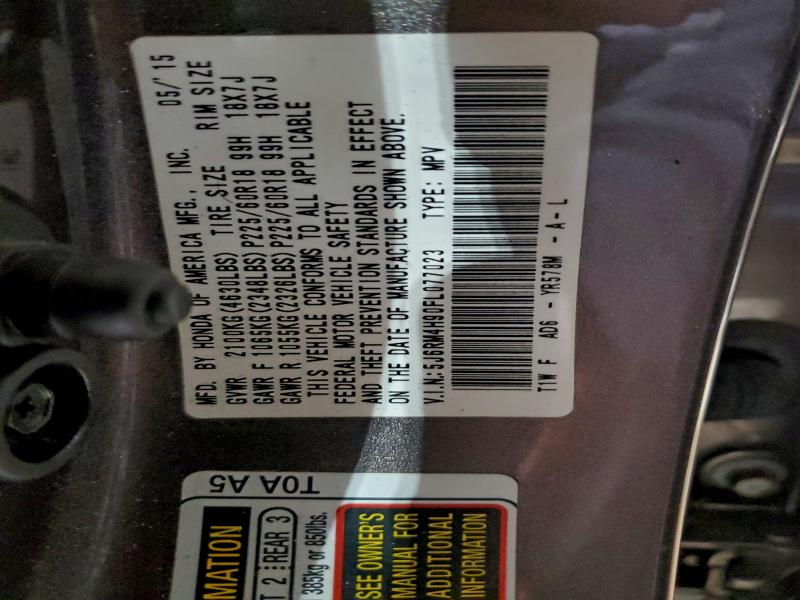 MFD. BY HONDA OF AMERICA MFG., INC. 05/'15
GVWR 2100KG(4630LBS) TIRE SIZE RIM SIZE
GAWR F 1065KG(2348LBS)P225/60R18 99H 18X7J
GAWR R 1055KG(2326LBS)P225/60R18 99H 18X7J
THIS VEHICLE CONFORMS TO ALL APPLICABLE
FEDERAL MOTOR VEHICLE SAFETY
AND THEFT PREVENTION STANDARDS IN EFFECT
ON THE DATE OF MANUFACTURE SHOWN ABOVE.
V.I.N:5J6RM4H90FL077023 TYPE: MPV
T1W F AD6 - YR578M - A - L
T0A A5
MATION
T 2 REAR 3
385kg or 850lbs.
SEE OWNER'S
MANUAL FOR
ADDITIONAL
INFORMATION